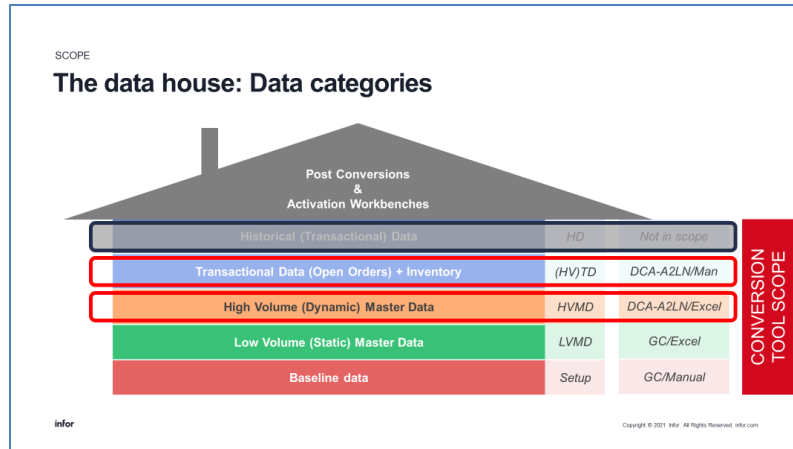 SCOPE
The data house: Data categories
Post Conversions
&
Activation Workbenches
Historical (Transactional) Data HD Not in scope
Transactional Data (Open Orders) + Inventory (HV)TD DCA-A2LN/Man
High Volume (Dynamic) Master Data HVMD DCA-A2LN/Excel
Low Volume (Static) Master Data LVMD GC/Excel
Baseline data Setup GC/Manual
CONVERSION
TOOL SCOPE
infor
Copyright © 2021. Infor. All Rights Reserved. infor.com